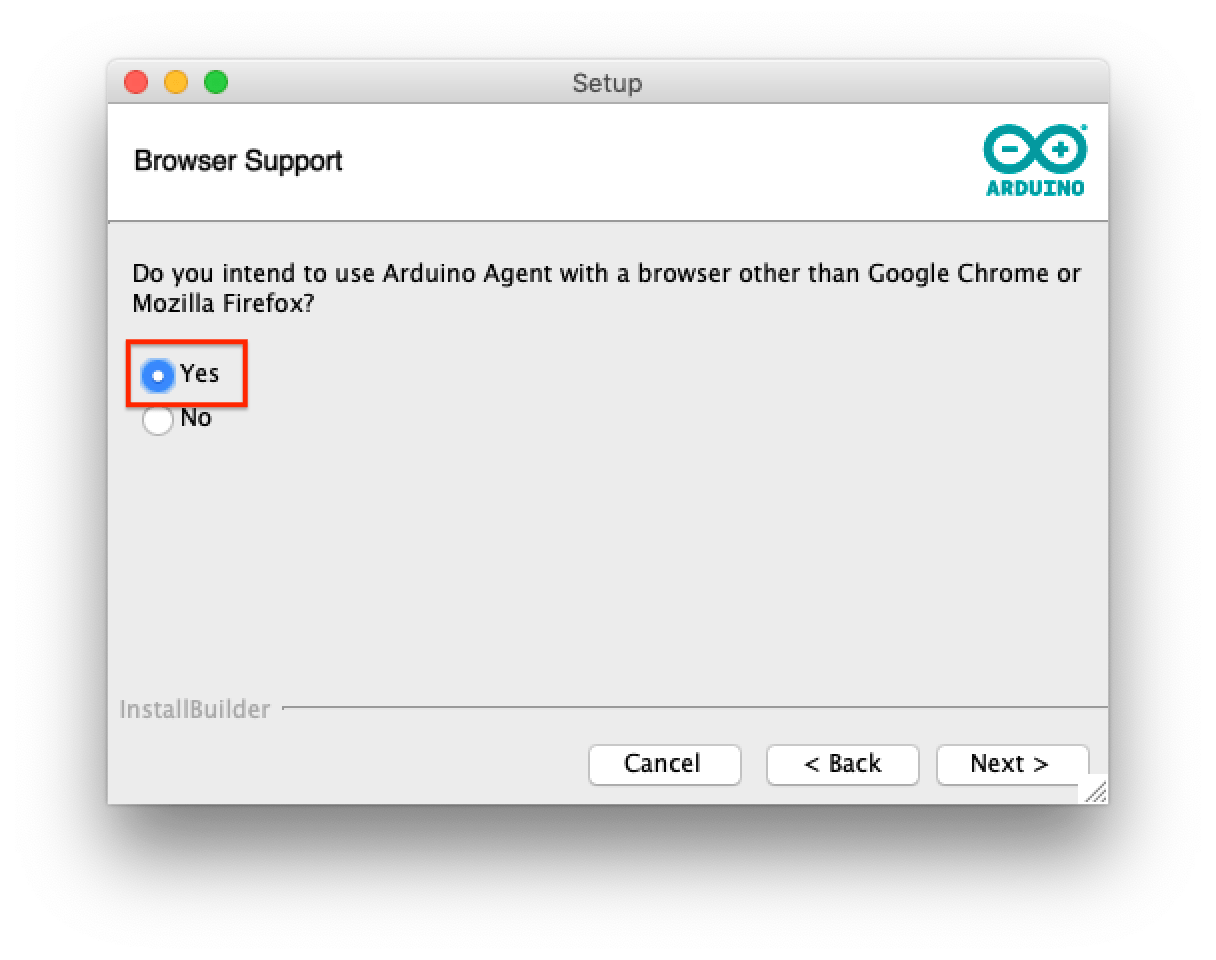 Setup
Browser Support
ARDUINO
Do you intend to use Arduino Agent with a browser other than Google Chrome or
Mozilla Firefox?
Yes
No
InstallBuilder
Cancel
< Back
Next >